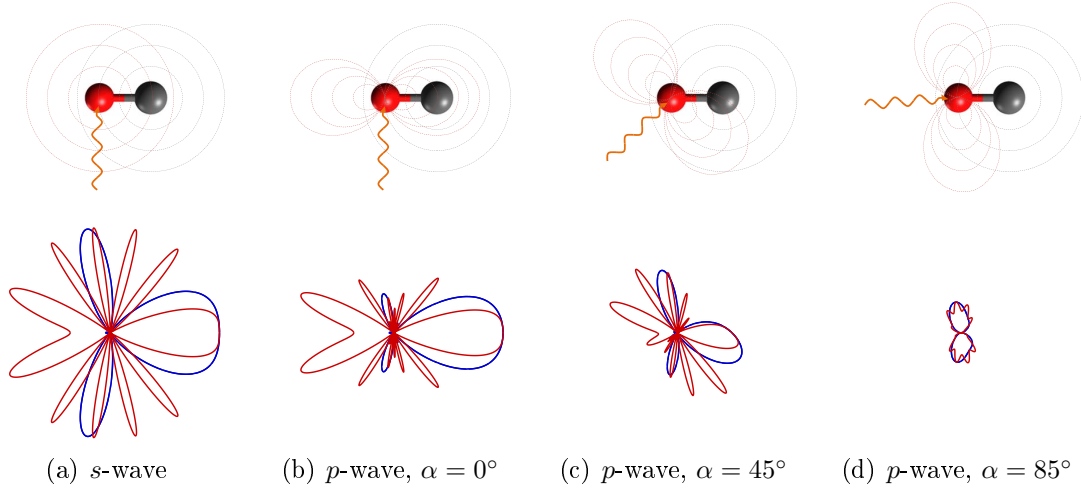 (a) s-wave
(b) p-wave, α = 0°
(c) p-wave, α = 45°
(d) p-wave, α = 85°